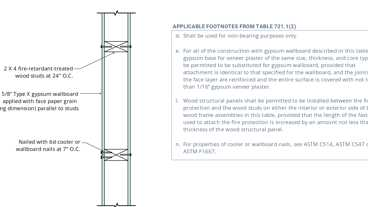 2 X 4 fire-retardant-treated
wood studs at 24" O.C.
5/8" Type X gypsum wallboard
applied with face paper grain
dimension) parallel to studs
Nailed with 6d cooler or
wallboard nails at 7" O.C.
APPLICABLE FOOTNOTES FROM TABLE 721.1(2)
Shall be used for non-bearing purposes only.
For all of the construction with gypsum wallboard described in this
gypsum base for veneer plaster of the same size, thickness, and core
be permitted to be substituted for gypsum wallboard, provided that
attachment is identical to that specified for the wallboard, and the
the face layer are reinforced and the entire surface is covered with not
than 1/16" gypsum veneer plaster.
Wood structural panels shall be permitted to be installed between the
protection and the wood studs on either the interior or exterior side of
wood frame assemblies in this table, provided that the length of the
used to attach the fire protection is increased by an amount not less
thickness of the wood structural panel.
For properties of cooler or wallboard nails, see ASTM C514, ASTM C547
ASTM F1667.